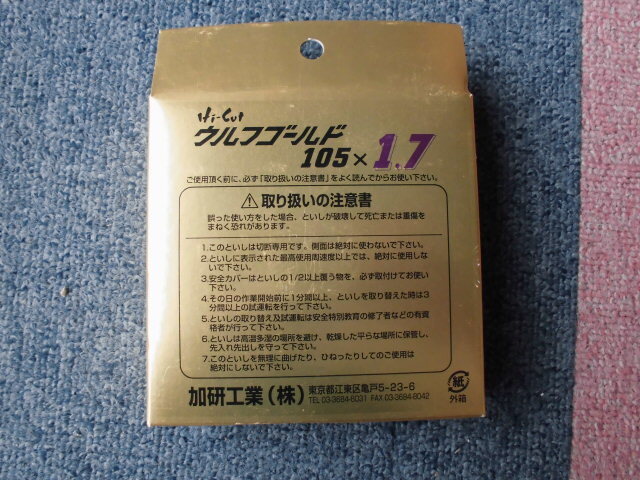 Hi-Cut
ウルフゴールド
105×1.7
ご使用頂く前に、必ず「取り扱いの注意書」をよく読んでからお使い下さい。
取り扱いの注意書
誤った使い方をした場合、といしが破壊して死亡または重傷を
まねく恐れがあります。
1.このといしは切断専用です。側面は絶対に使わないで下さい。
2.といしに表示された最高使用周速度以上では、絶対に使用しな
いで下さい。
3.安全カバーはといしの1/2以上覆う物を、必ず取付けてお使い
下さい。
4.その日の作業開始前に1分間以上、といしを取り替えた時は3
分間以上の試運転を行って下さい。
5.といしの取り替え及試運転は安全特別教育の修了者などの有資
格者が行って下さい。
6.といしは高温多湿の場所を避け、乾燥した平らな場所に保管し、
先入れ先出しを守って下さい。
7.このといしを無理に曲げたり、ひねったりしてのご使用は
絶対にしないで下さい。
加研工業(株)
東京都江東区亀戸5-23-6
TEL 03-3684-8031 FAX 03-3684-8042
紙
外箱